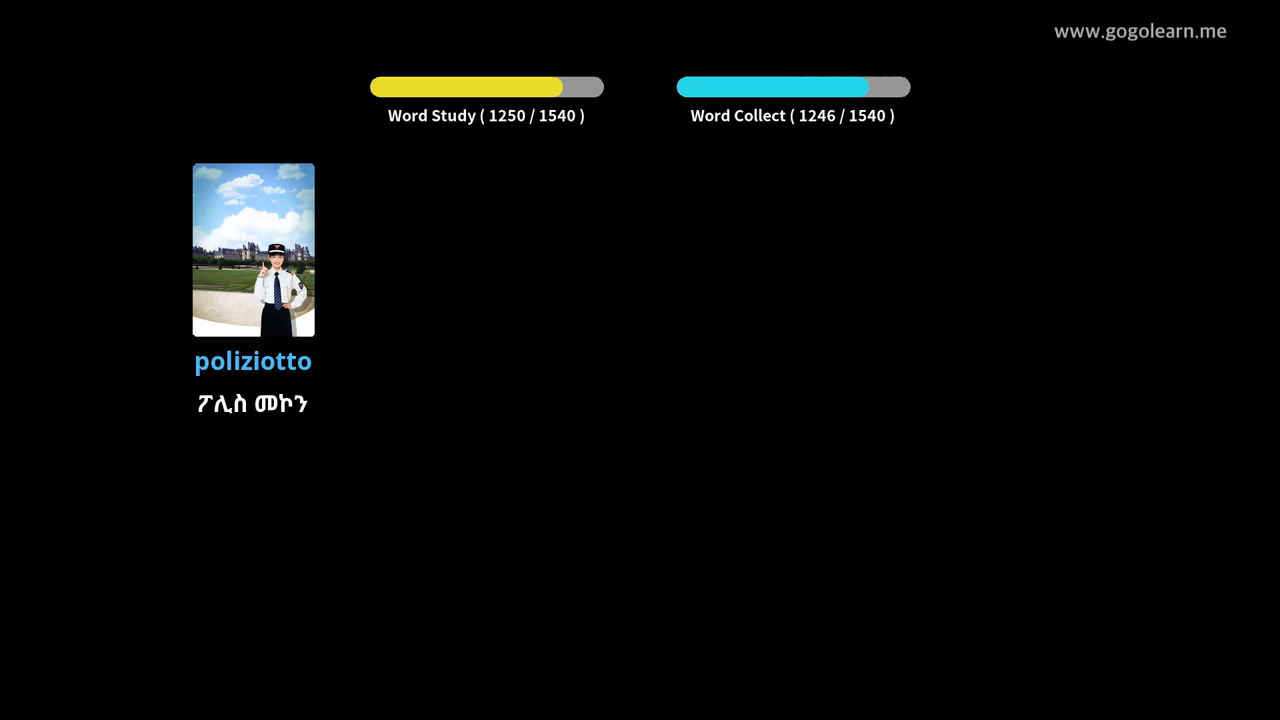 www.gogolearn.me
Word Study ( 1250 / 1540 )
Word Collect ( 1246 / 1540 )
poliziotto
ፖሊስ መኮን